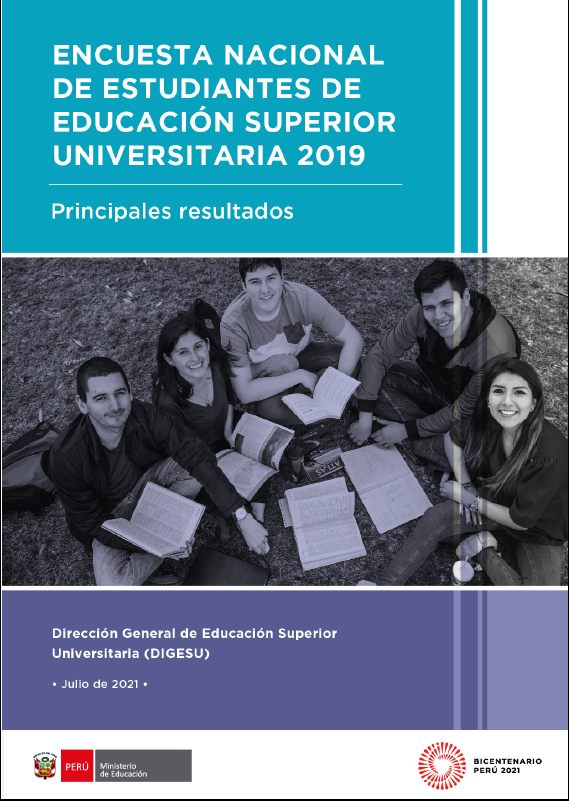 ENCUESTA NACIONAL
DE ESTUDIANTES DE
EDUCACIÓN SUPERIOR
UNIVERSITARIA 2019
Principales resultados
ATLAS
Dirección General de Educación Superior
Universitaria (DIGESU)
• Julio de 2021 •
PERÚ
Ministerio
de Educación
BICENTENARIO
PERÚ 2021